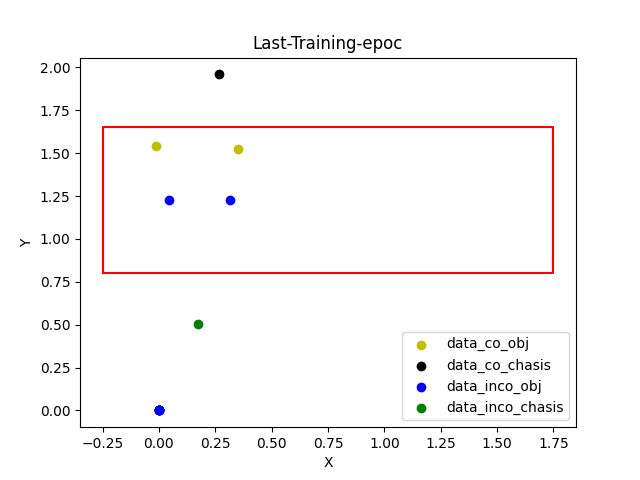 Last-Training-epoc
2.00
1.75
1.50
1.25
1.00
0.75
0.50
0.25
0.00
Y
data_co_obj
data_co_chasis
data_inco_obj
data_inco_chasis
−0.25 0.00 0.25 0.50 0.75 1.00 1.25 1.50 1.75
X